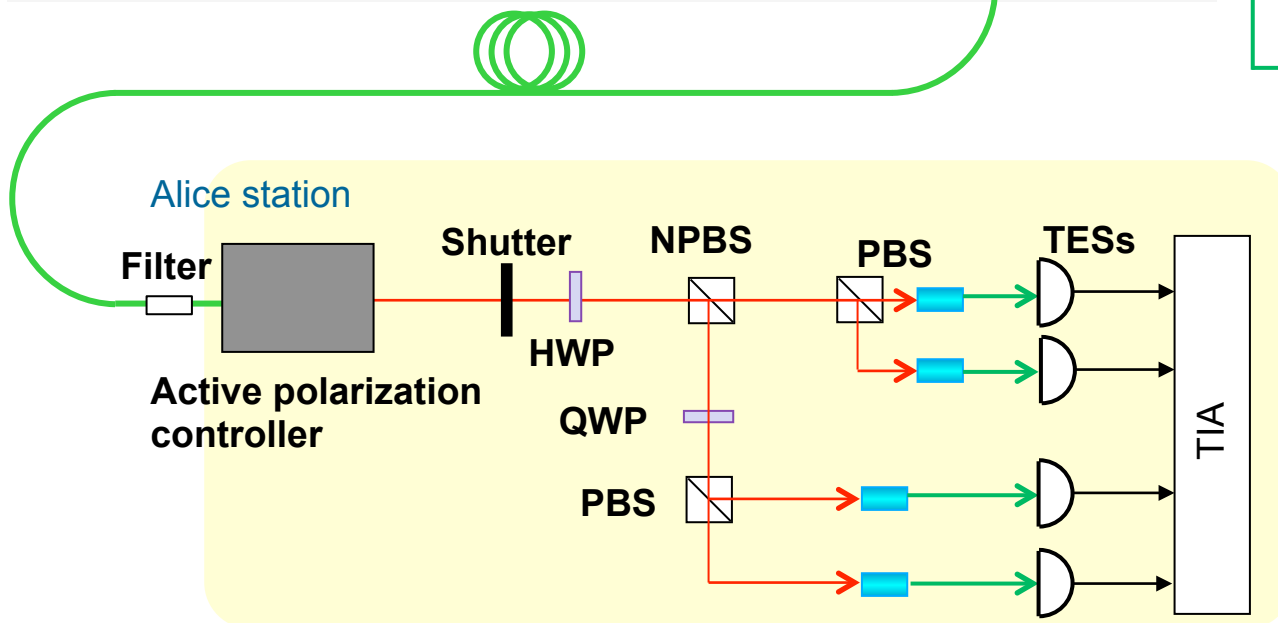 Alice station
Filter
Shutter
NPBS
PBS
TESs
HWP
Active polarization
controller
QWP
PBS
TIA